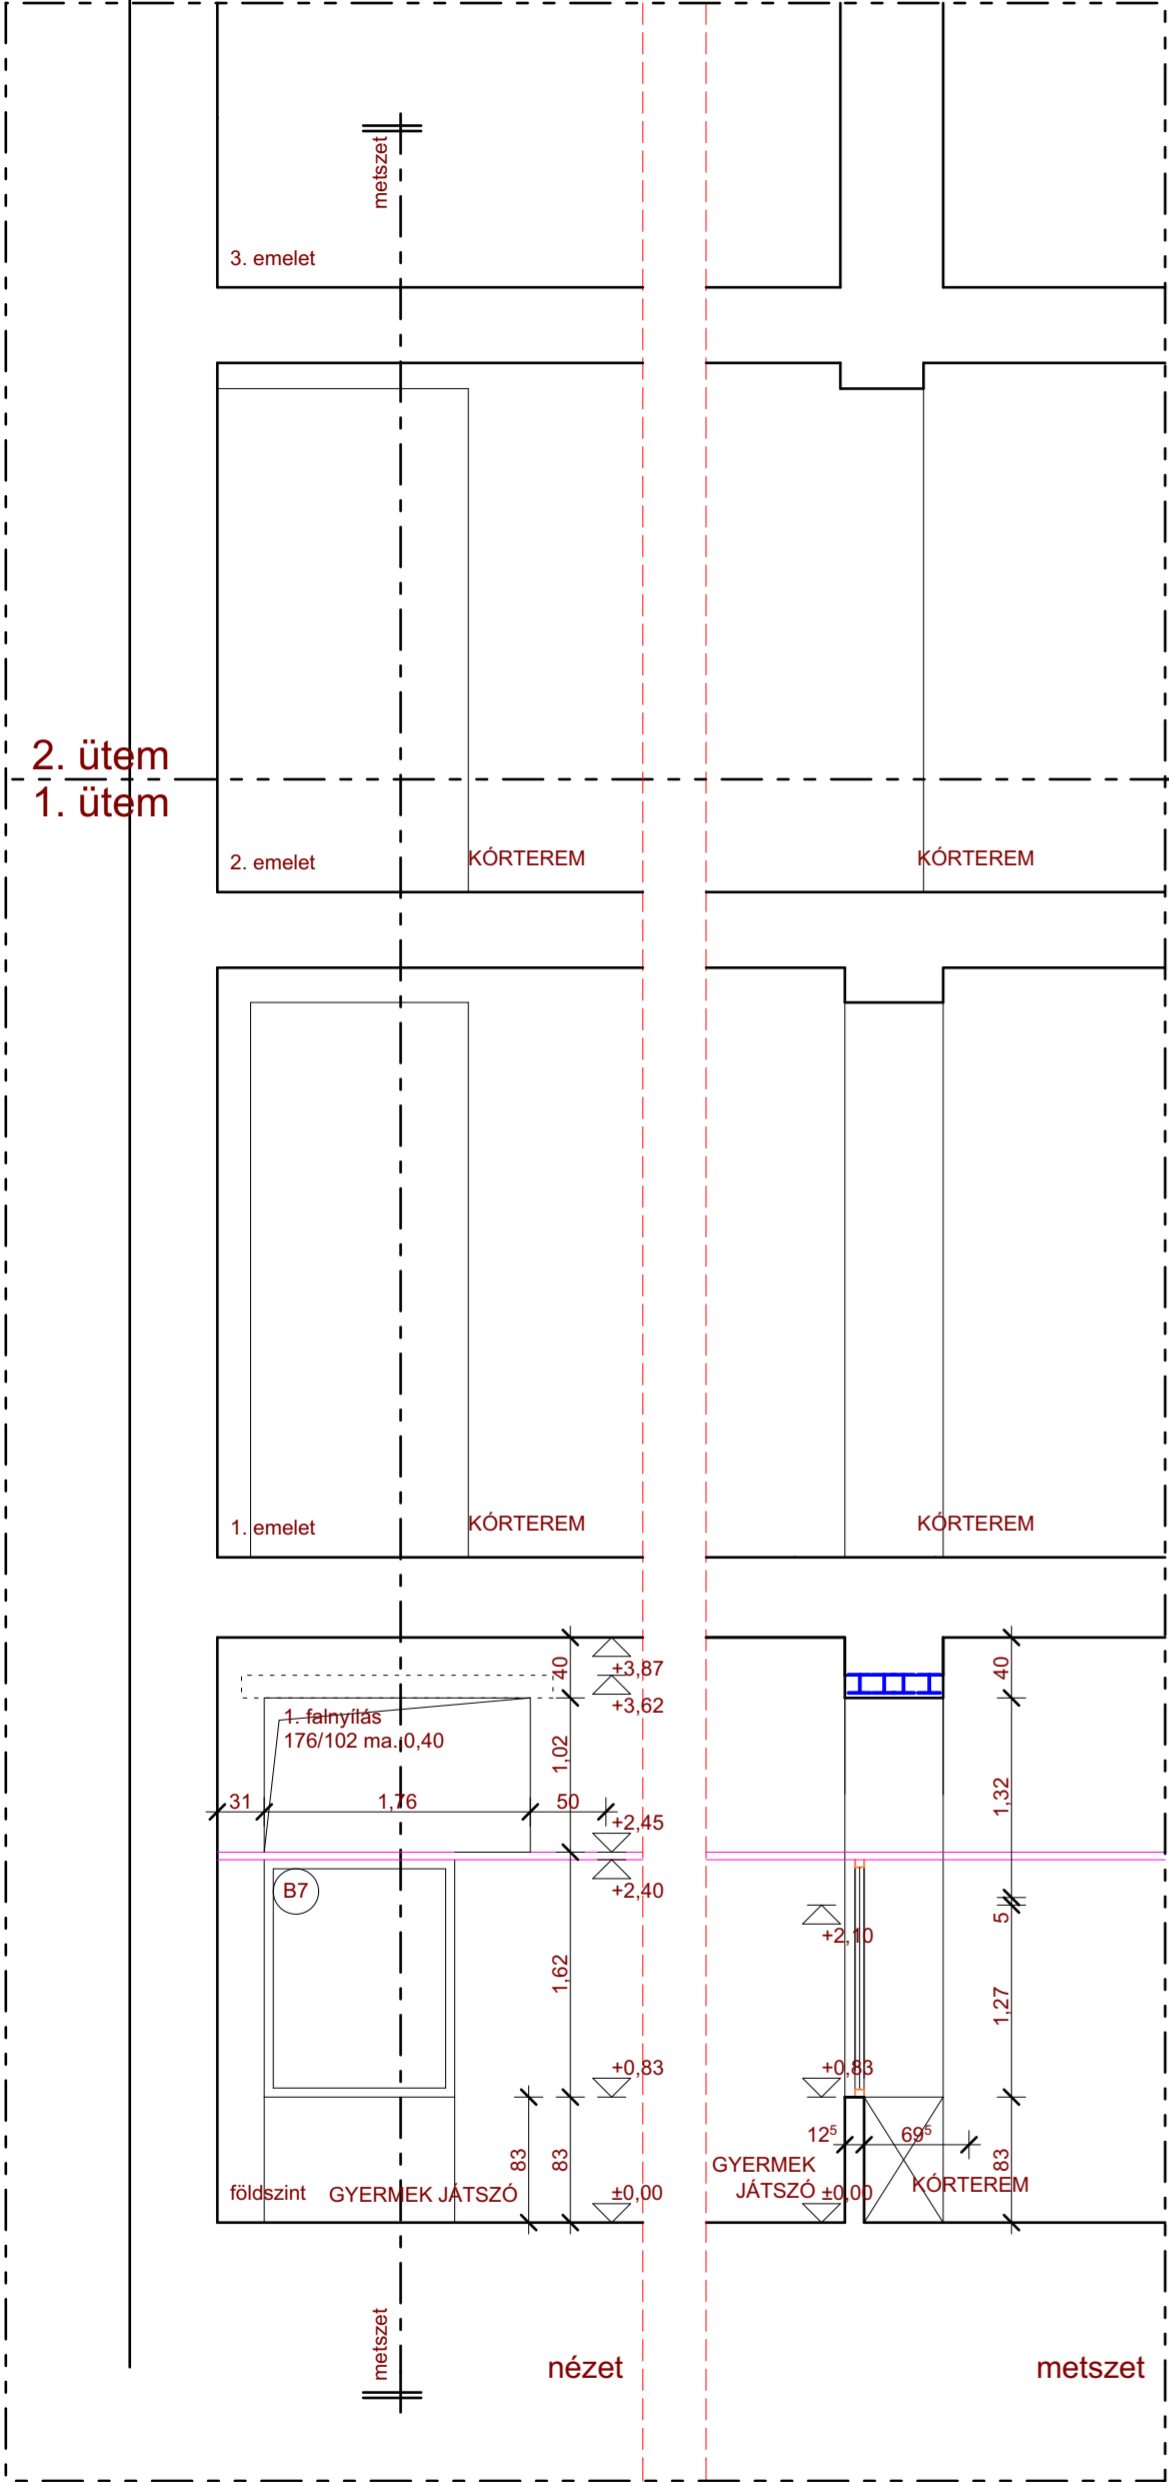 metszet
3. emelet
2. ütem
1. ütem
2. emelet
KÓRTEREM
KÓRTEREM
1. emelet
KÓRTEREM
KÓRTEREM
40
+3,87
40
+3,62
1. falnyílás
176/102 ma.:0,40
1,02
1,32
31
1,76
50
+2,45
B7
+2,40
5
+2,10
1,62
1,27
+0,83
+0,83
12⁵
69⁵
83
83
83
GYERMEK
JÁTSZÓ
±0,00
KÓRTEREM
földszint
GYERMEK JÁTSZÓ
±0,00
metszet
nézet
metszet